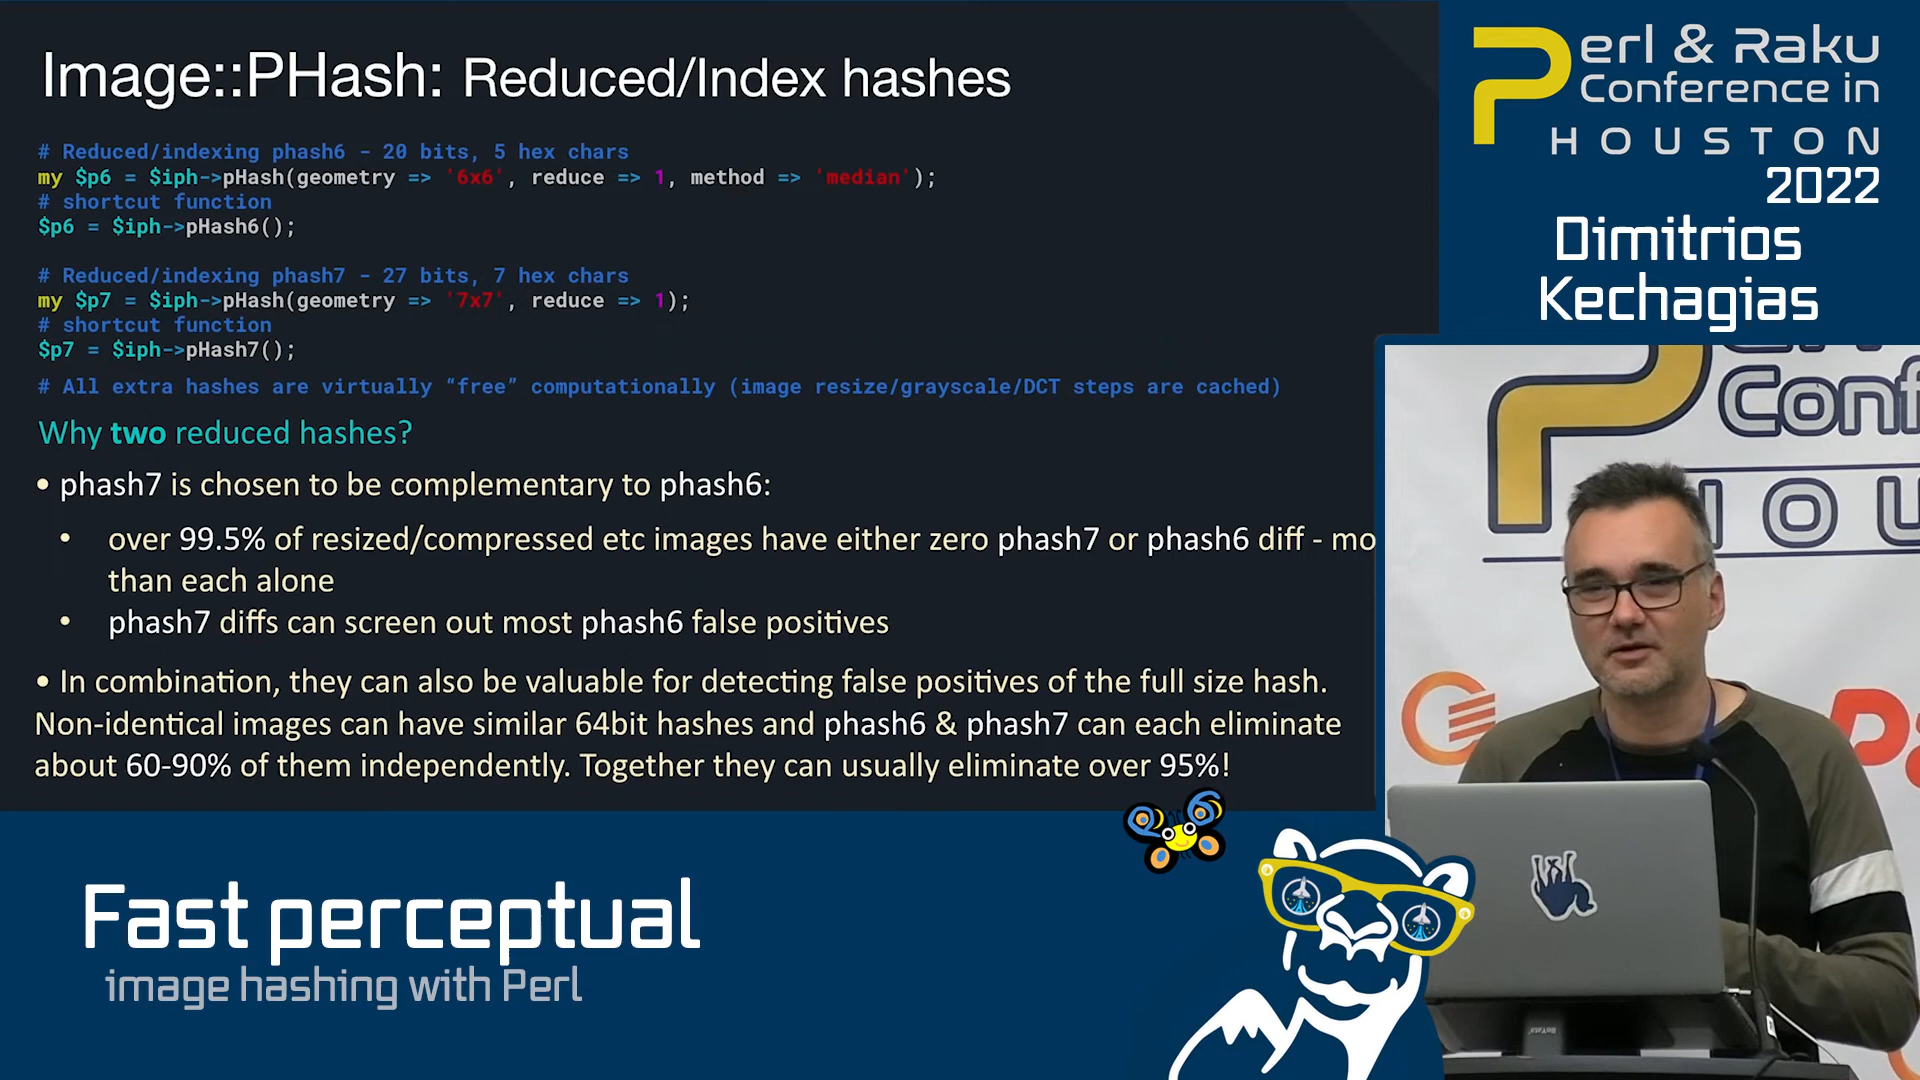 Image::PHash: Reduced/Index hashes
# Reduced/indexing phash6 - 20 bits, 5 hex chars
my $p6 = $iph->pHash(geometry => '6x6', reduce => 1, method => 'median');
# shortcut function
$p6 = $iph->pHash6();
# Reduced/indexing phash7 - 27 bits, 7 hex chars
my $p7 = $iph->pHash(geometry => '7x7', reduce => 1);
# shortcut function
$p7 = $iph->pHash7();
# All extra hashes are virtually “free” computationally (image resize/grayscale/DCT steps are cached)
Why two reduced hashes?
• phash7 is chosen to be complementary to phash6:
• over 99.5% of resized/compressed etc images have either zero phash7 or phash6 diff - mo
than each alone
• phash7 diffs can screen out most phash6 false positives
• In combination, they can also be valuable for detecting false positives of the full size hash.
Non-identical images can have similar 64bit hashes and phash6 & phash7 can each eliminate
about 60-90% of them independently. Together they can usually eliminate over 95%!
Perl & Raku
Conference in
HOUSTON
2022
Dimitrios
Kechagias
Conf
HOU
Fast perceptual
image hashing with Perl